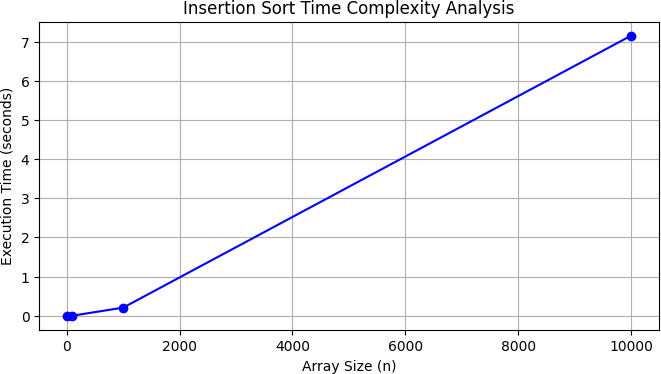 Insertion Sort Time Complexity Analysis
Execution Time (seconds)
7
6
5
4
3
2
1
0
0 2000 4000 6000 8000 10000
Array Size (n)